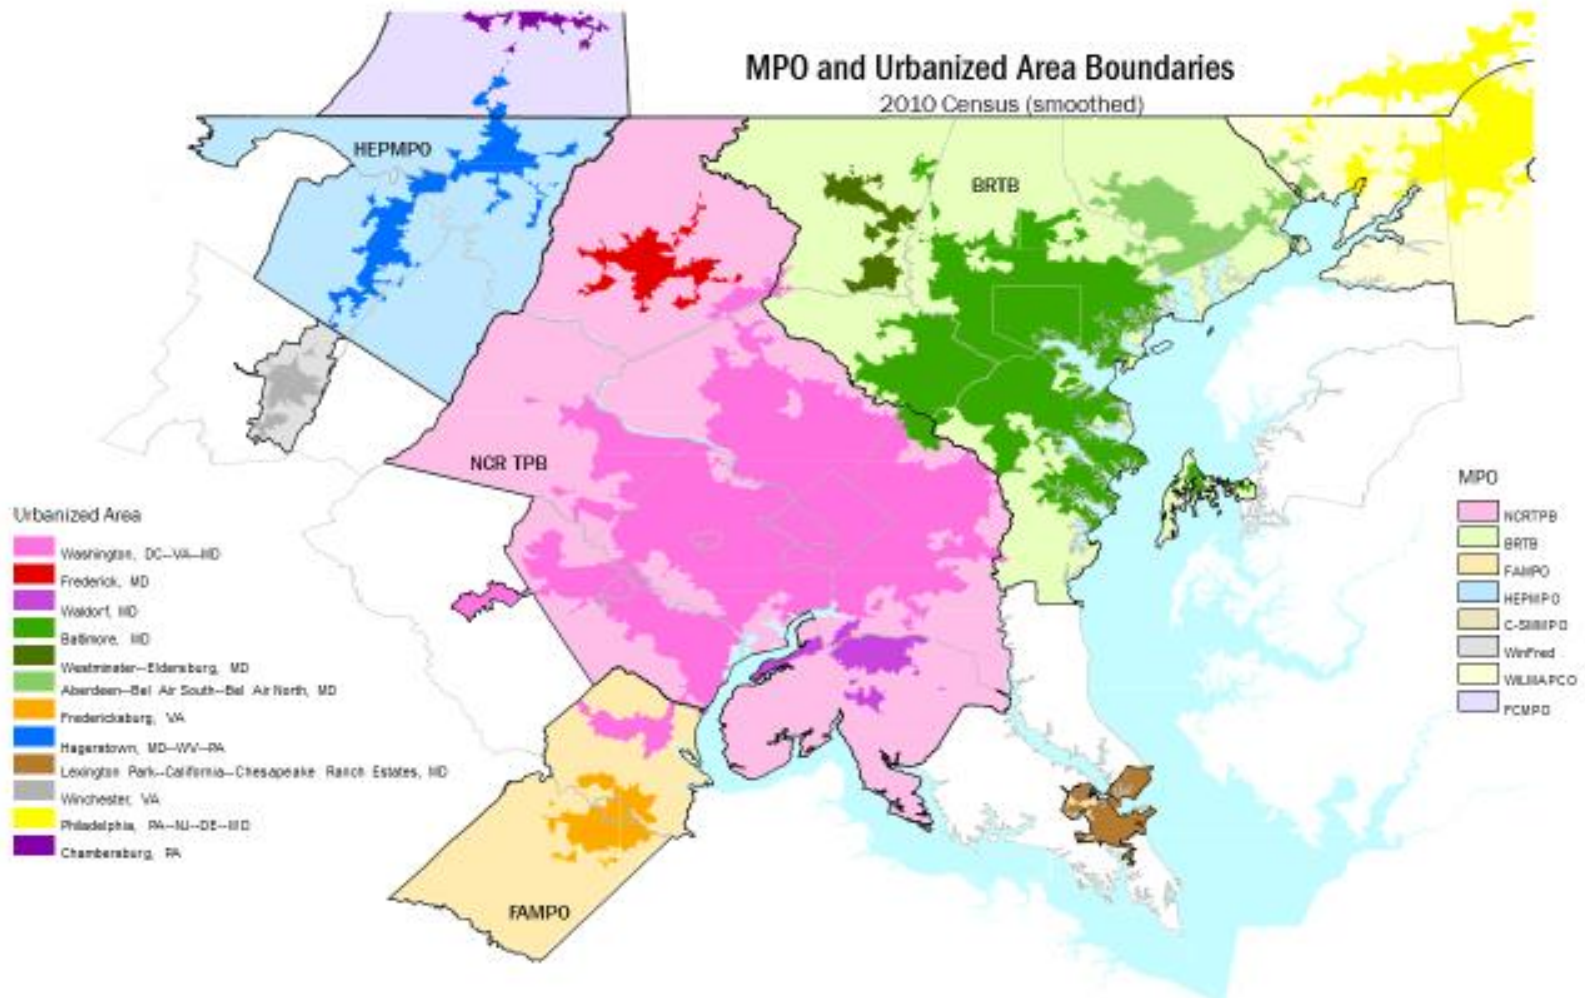 MPO and Urbanized Area Boundaries
2010 Census (smoothed)
HEPMPO
BRTB
NCR TPB
FAMPO
Urbanized Area
Washington, DC--VA--MD
Frederick, MD
Waldorf, MD
Baltimore, MD
Westminster--Eldersburg, MD
Aberdeen--Bel Air South--Bel Air North, MD
Fredericksburg, VA
Hagerstown, MD--WV--PA
Lexington Park--California--Chesapeake Ranch Estates, MD
Winchester, VA
Philadelphia, PA--NJ--DE--MD
Chambersburg, PA
MPO
NCRTPB
BRTB
FAMPO
HEPMPO
C-SMMPO
WinFred
WILMAPCO
FCMPO